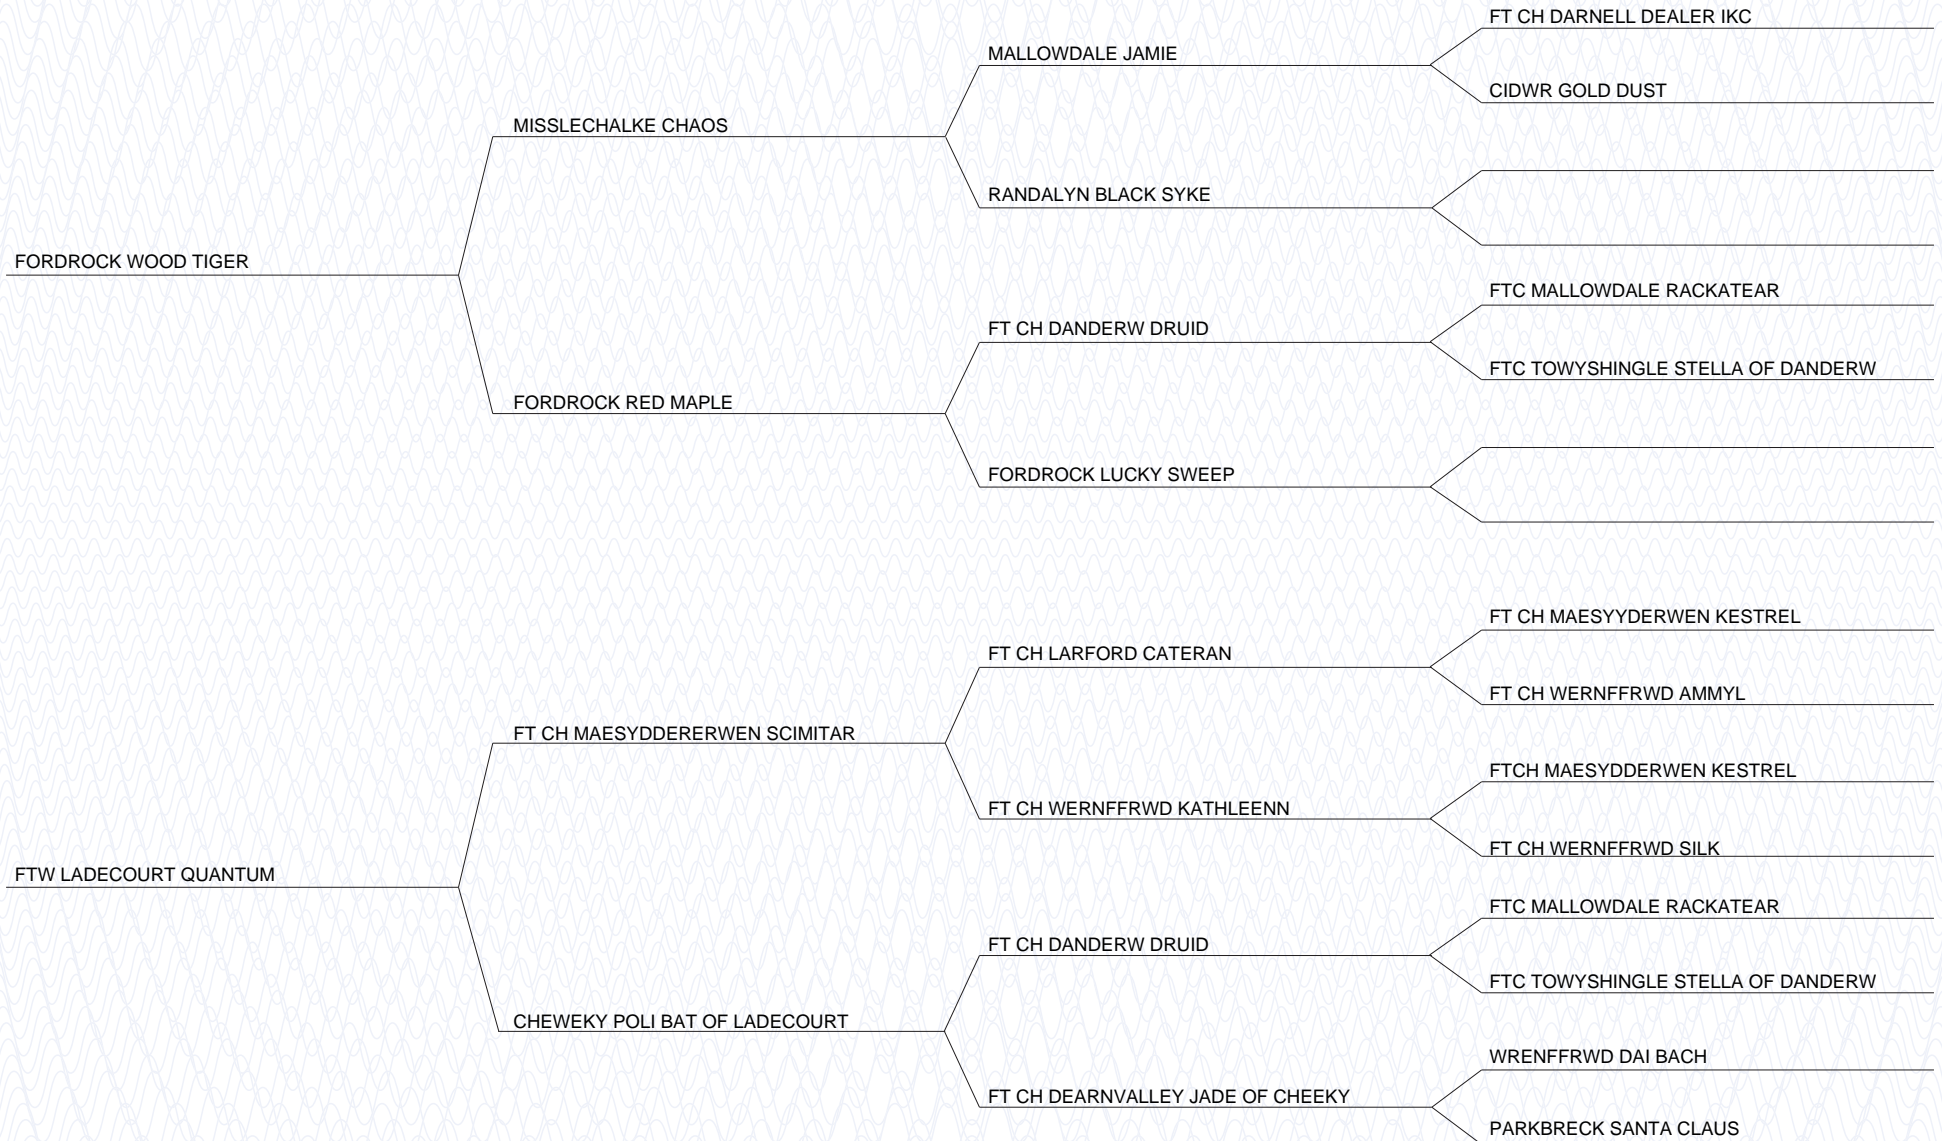 FT CH DARNELL DEALER IKC
MALLOWDALE JAMIE
CIDWR GOLD DUST
MISSLECHALKE CHAOS
RANDALYN BLACK SYKE
FORDROCK WOOD TIGER
FTC MALLOWDALE RACKATEAR
FT CH DANDERW DRUID
FTC TOWYSHINGLE STELLA OF DANDERW
FORDROCK RED MAPLE
FORDROCK LUCKY SWEEP
FT CH MAESYYDERWEN KESTREL
FT CH LARFORD CATERAN
FT CH WERNFFRWD AMMYL
FT CH MAESYDDERERWEN SCIMITAR
FTCH MAESYDDERWEN KESTREL
FT CH WERNFFRWD KATHLEENN
FT CH WERNFFRWD SILK
FTW LADECOURT QUANTUM
FTC MALLOWDALE RACKATEAR
FT CH DANDERW DRUID
FTC TOWYSHINGLE STELLA OF DANDERW
CHEWEKY POLI BAT OF LADECOURT
WRENFFRWD DAI BACH
FT CH DEARNVALLEY JADE OF CHEEKY
PARKBRECK SANTA CLAUS